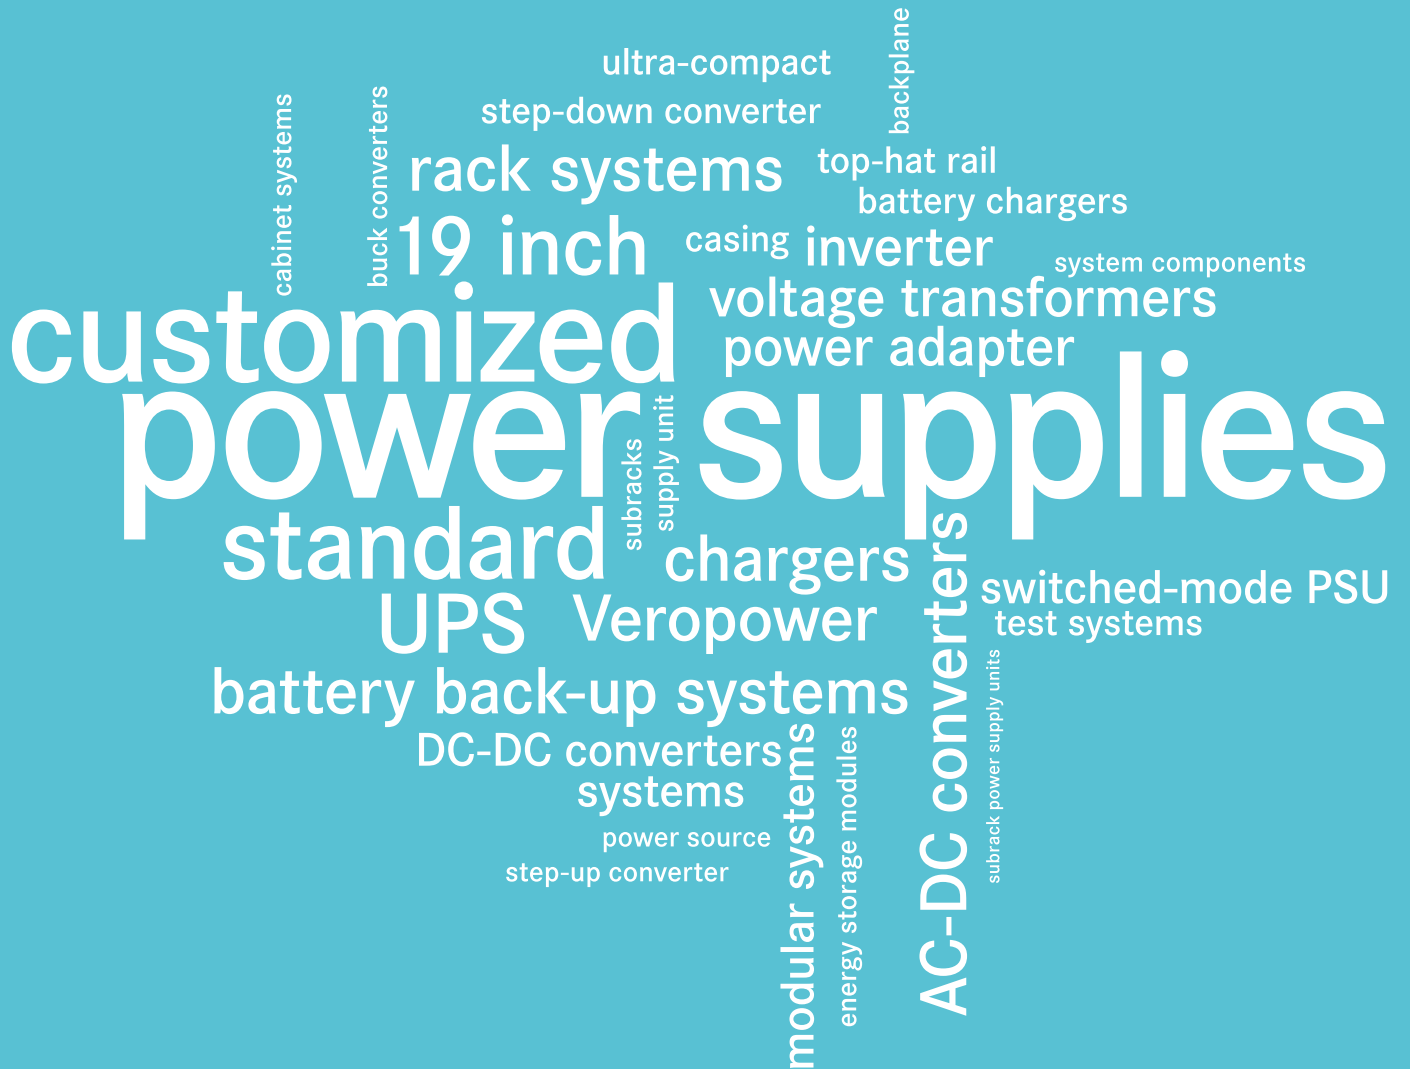 backplane
ultra-compact
step-down converter
cabinet systems
buck converters
rack systems
top-hat rail
battery chargers
19 inch
casing
inverter
system components
customized
voltage transformers
power adapter
power supplies
subracks
supply unit
standard
chargers
AC-DC converters
switched-mode PSU
UPS
Veropower
test systems
battery back-up systems
subrack power supply units
DC-DC converters
modular systems
energy storage modules
systems
power source
step-up converter